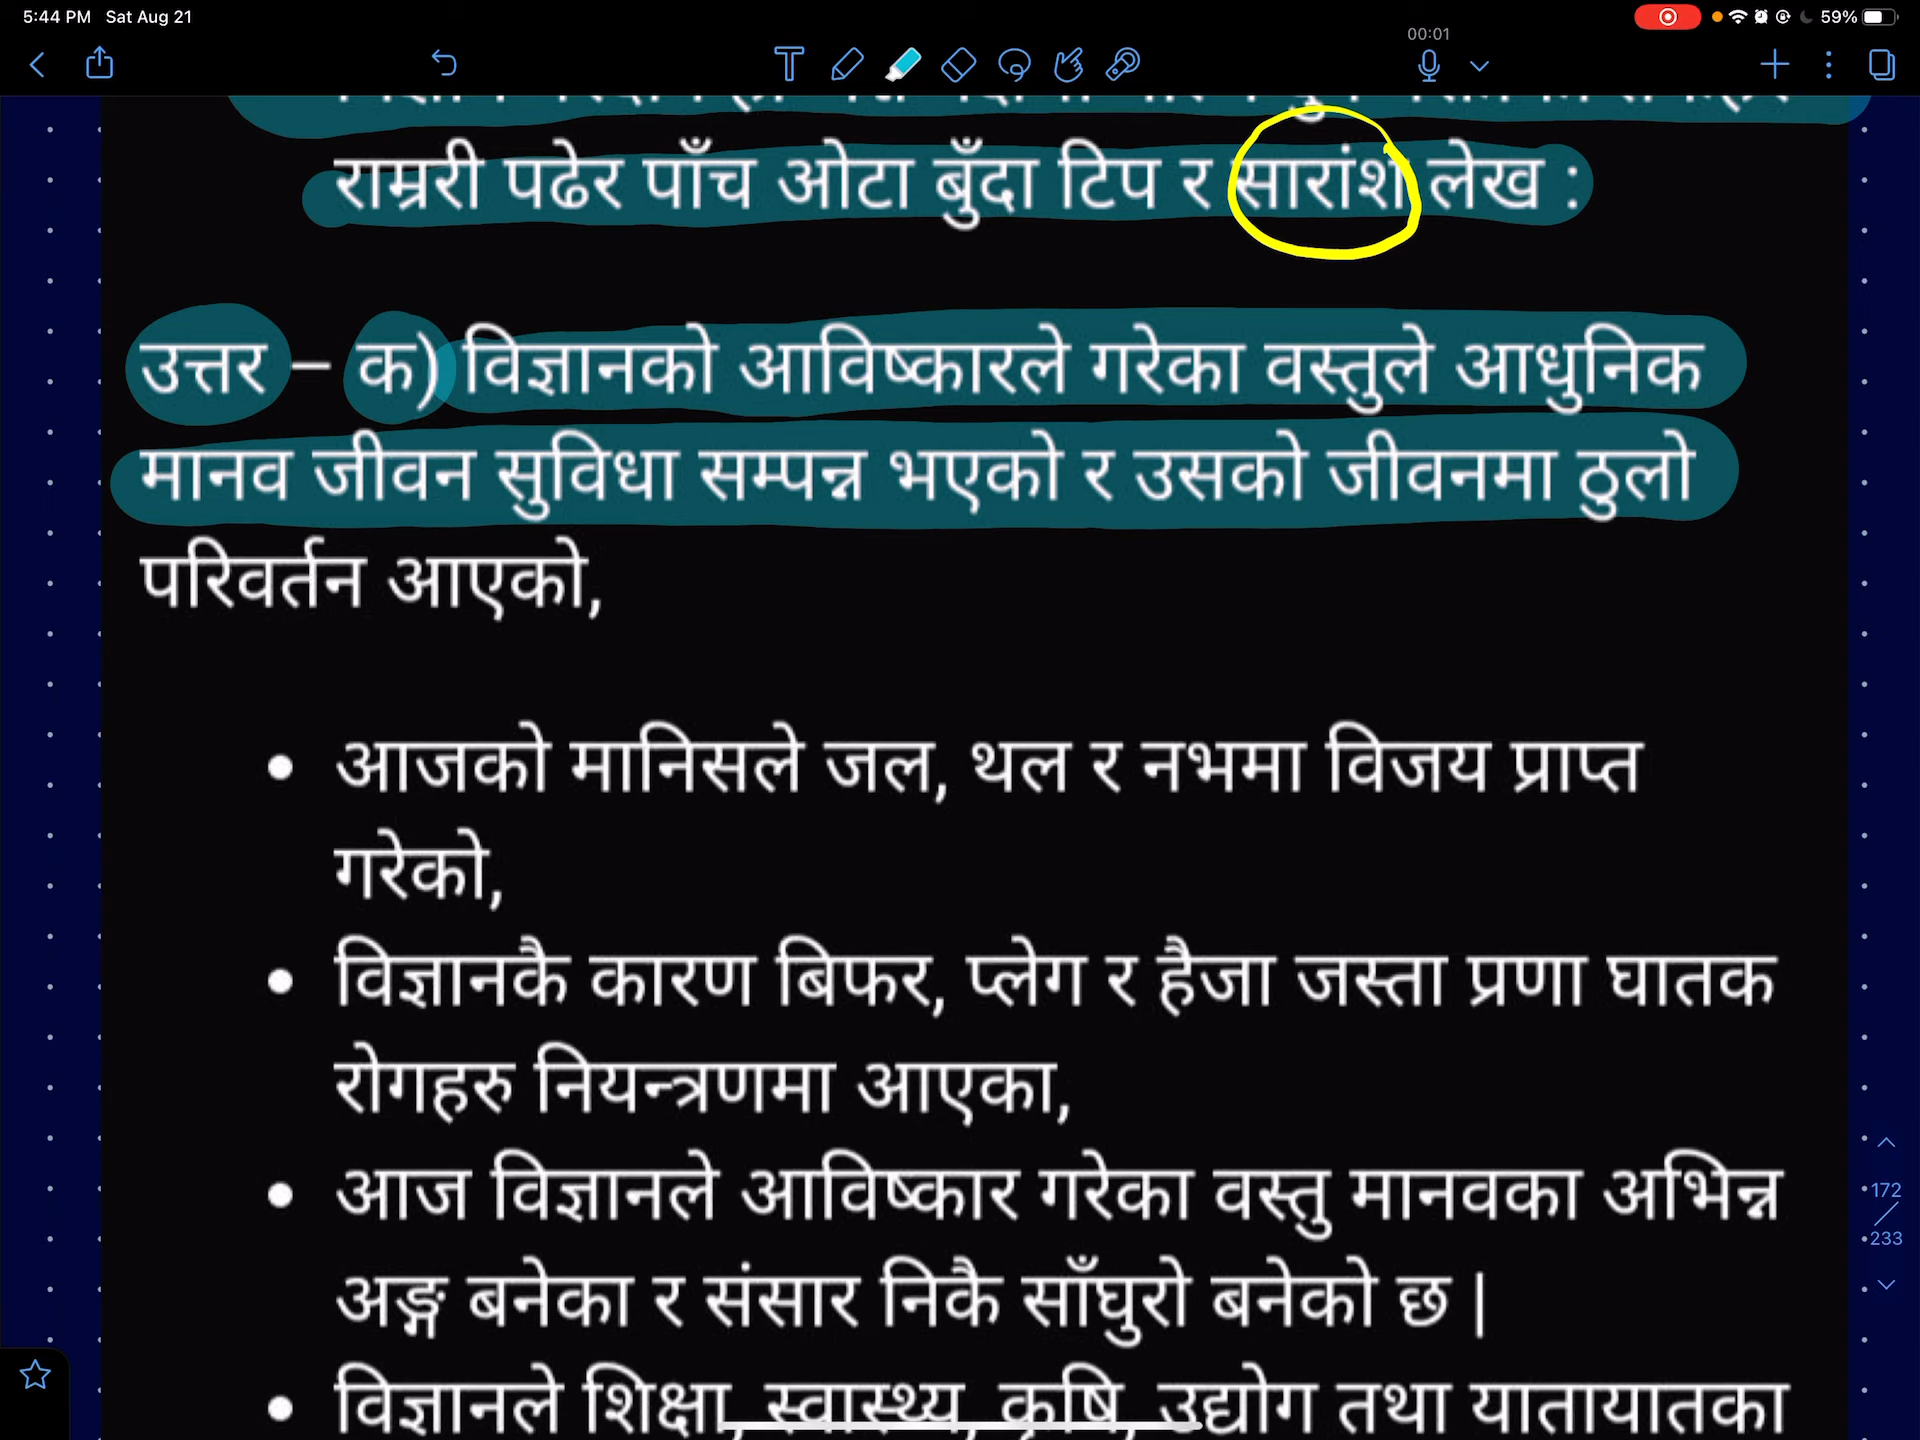 5:44 PM Sat Aug 21
59%
00:01
राम्ररी पढेर पाँच ओटा बुँदा टिप र सारांश लेख :
उत्तर – क) विज्ञानको आविष्कारले गरेका वस्तुले आधुनिक
मानव जीवन सुविधा सम्पन्न भएको र उसको जीवनमा ठुलो
परिवर्तन आएको,
• आजको मानिसले जल, थल र नभमा विजय प्राप्त
गरेको,
• विज्ञानकै कारण बिफर, प्लेग र हैजा जस्ता प्रणा घातक
रोगहरु नियन्त्रणमा आएका,
• आज विज्ञानले आविष्कार गरेका वस्तु मानवका अभिन्न
अङ्ग बनेका र संसार निकै साँघुरो बनेको छ |
• विज्ञानले शिक्षा, स्वास्थ्य, कृषि, उद्योग तथा यातायातका
172
/
233